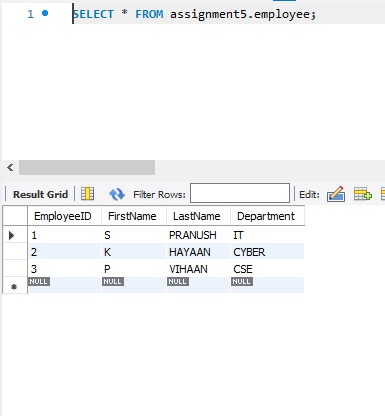 1 SELECT * FROM assignment5.employee;
Result Grid Filter Rows: Edit:
EmployeeID FirstName LastName Department
1 S PRANUSH IT
2 K HAYAAN CYBER
3 P VIHAAN CSE
NULL NULL NULL NULL